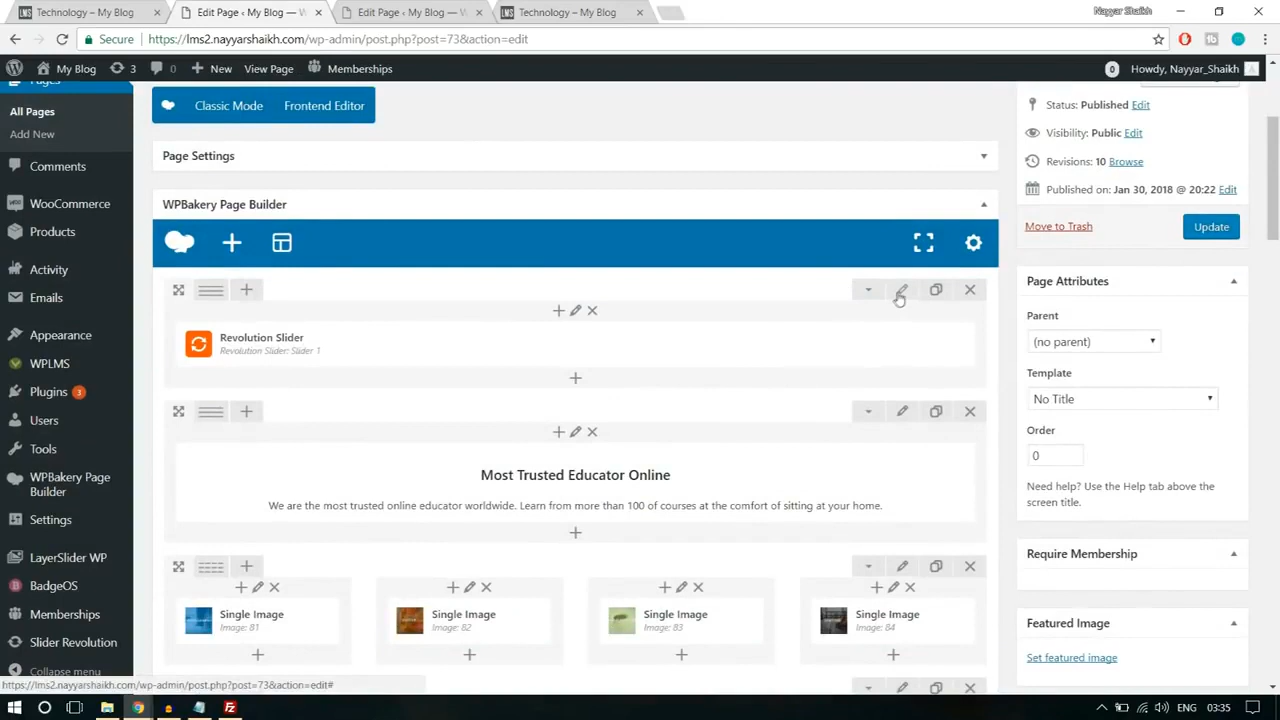 Technology – My Blog
Edit Page ‹ My Blog — W
Edit Page ‹ My Blog — W
Technology – My Blog
Nayyar Shaikh
Secure
https://lms2.nayyarshaikh.com/wp-admin/post.php?post=73&action=edit
My Blog
3
0
New
View Page
Memberships
0
Howdy, Nayyar_Shaikh
Pages
All Pages
Add New
Comments
WooCommerce
Products
Activity
Emails
Appearance
WPLMS
Plugins 3
Users
Tools
WPBakery Page
Builder
Settings
LayerSlider WP
BadgeOS
Memberships
Slider Revolution
Collapse menu
Classic Mode
Frontend Editor
Page Settings
WPBakery Page Builder
Revolution Slider
Revolution Slider: Slider 1
Most Trusted Educator Online
We are the most trusted online educator worldwide. Learn from more than 100 of courses at the comfort of sitting at your home.
Single Image
Image: 81
Single Image
Image: 82
Single Image
Image: 83
Single Image
Image: 84
Status: Published Edit
Visibility: Public Edit
Revisions: 10 Browse
Published on: Jan 30, 2018 @ 20:22 Edit
Move to Trash
Update
Page Attributes
Parent
(no parent)
Template
No Title
Order
0
Need help? Use the Help tab above the
screen title.
Require Membership
Featured Image
Set featured image
https://lms2.nayyarshaikh.com/wp-admin/post.php?post=73&action=edit#
ENG
03:35